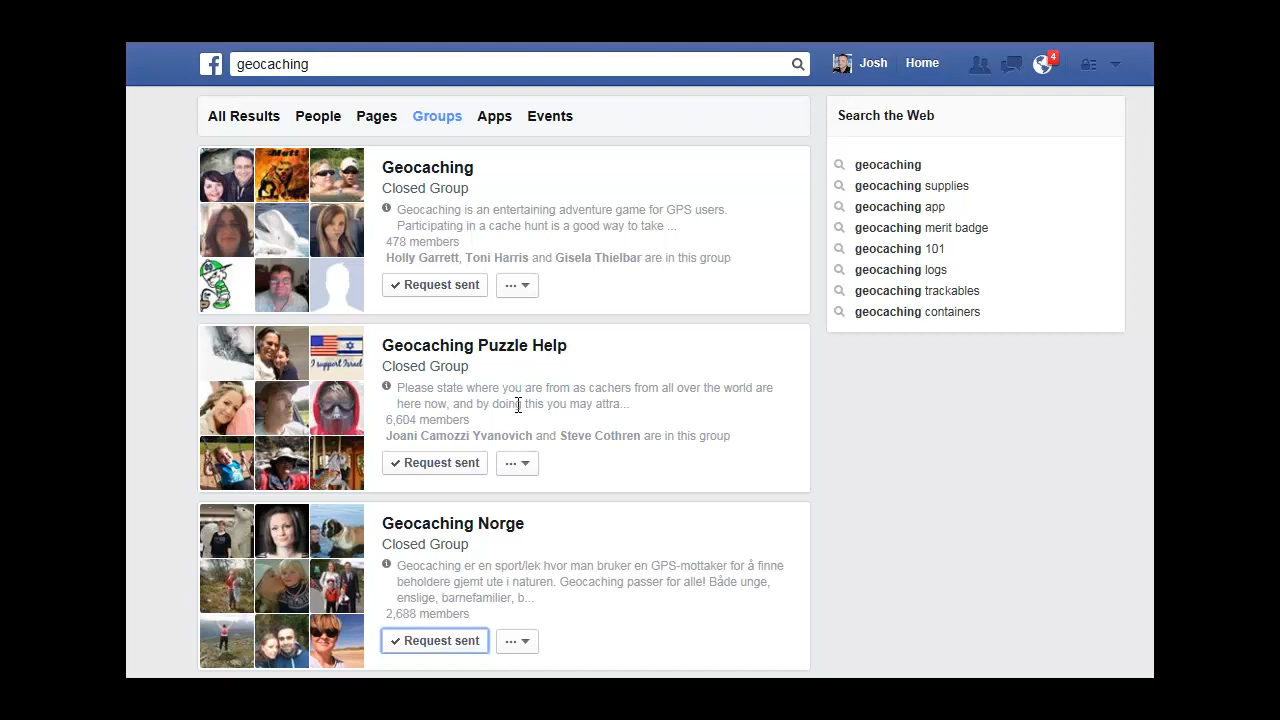 geocaching
Josh
Home
4
All Results
People
Pages
Groups
Apps
Events
Geocaching
Closed Group
Geocaching is an entertaining adventure game for GPS users.
Participating in a cache hunt is a good way to take ...
478 members
Holly Garrett, Toni Harris and Gisela Thielbar are in this group
Request sent
Matt
Geocaching Puzzle Help
Closed Group
Please state where you are from as cachers from all over the world are
here now, and by doing this you may attra...
6,604 members
Joani Camozzi Yvanovich and Steve Cothren are in this group
Request sent
I support Israel
Geocaching Norge
Closed Group
Geocaching er en sport/lek hvor man bruker en GPS-mottaker for å finne
beholdere gjemt ute i naturen. Geocaching passer for alle! Både unge,
enslige, barnefamilier, b...
2,688 members
Request sent
Search the Web
geocaching
geocaching supplies
geocaching app
geocaching merit badge
geocaching 101
geocaching logs
geocaching trackables
geocaching containers